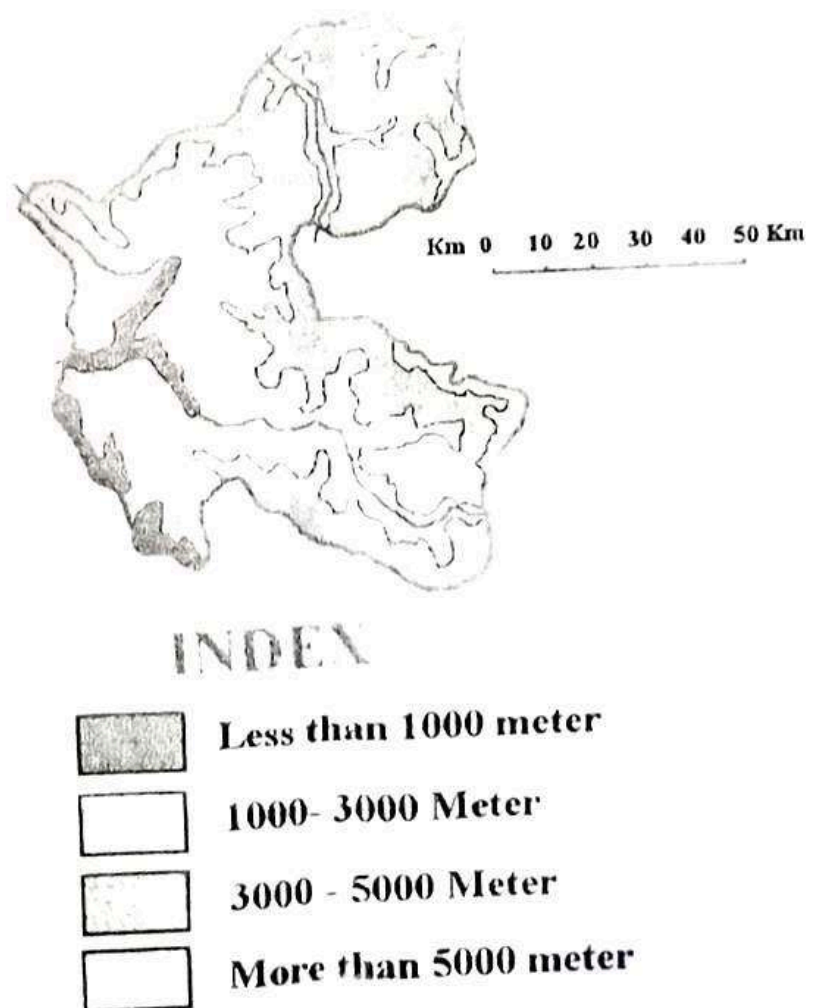 Km 0 10 20 30 40 50 Km
INDEX
Less than 1000 meter
1000- 3000 Meter
3000 - 5000 Meter
More than 5000 meter